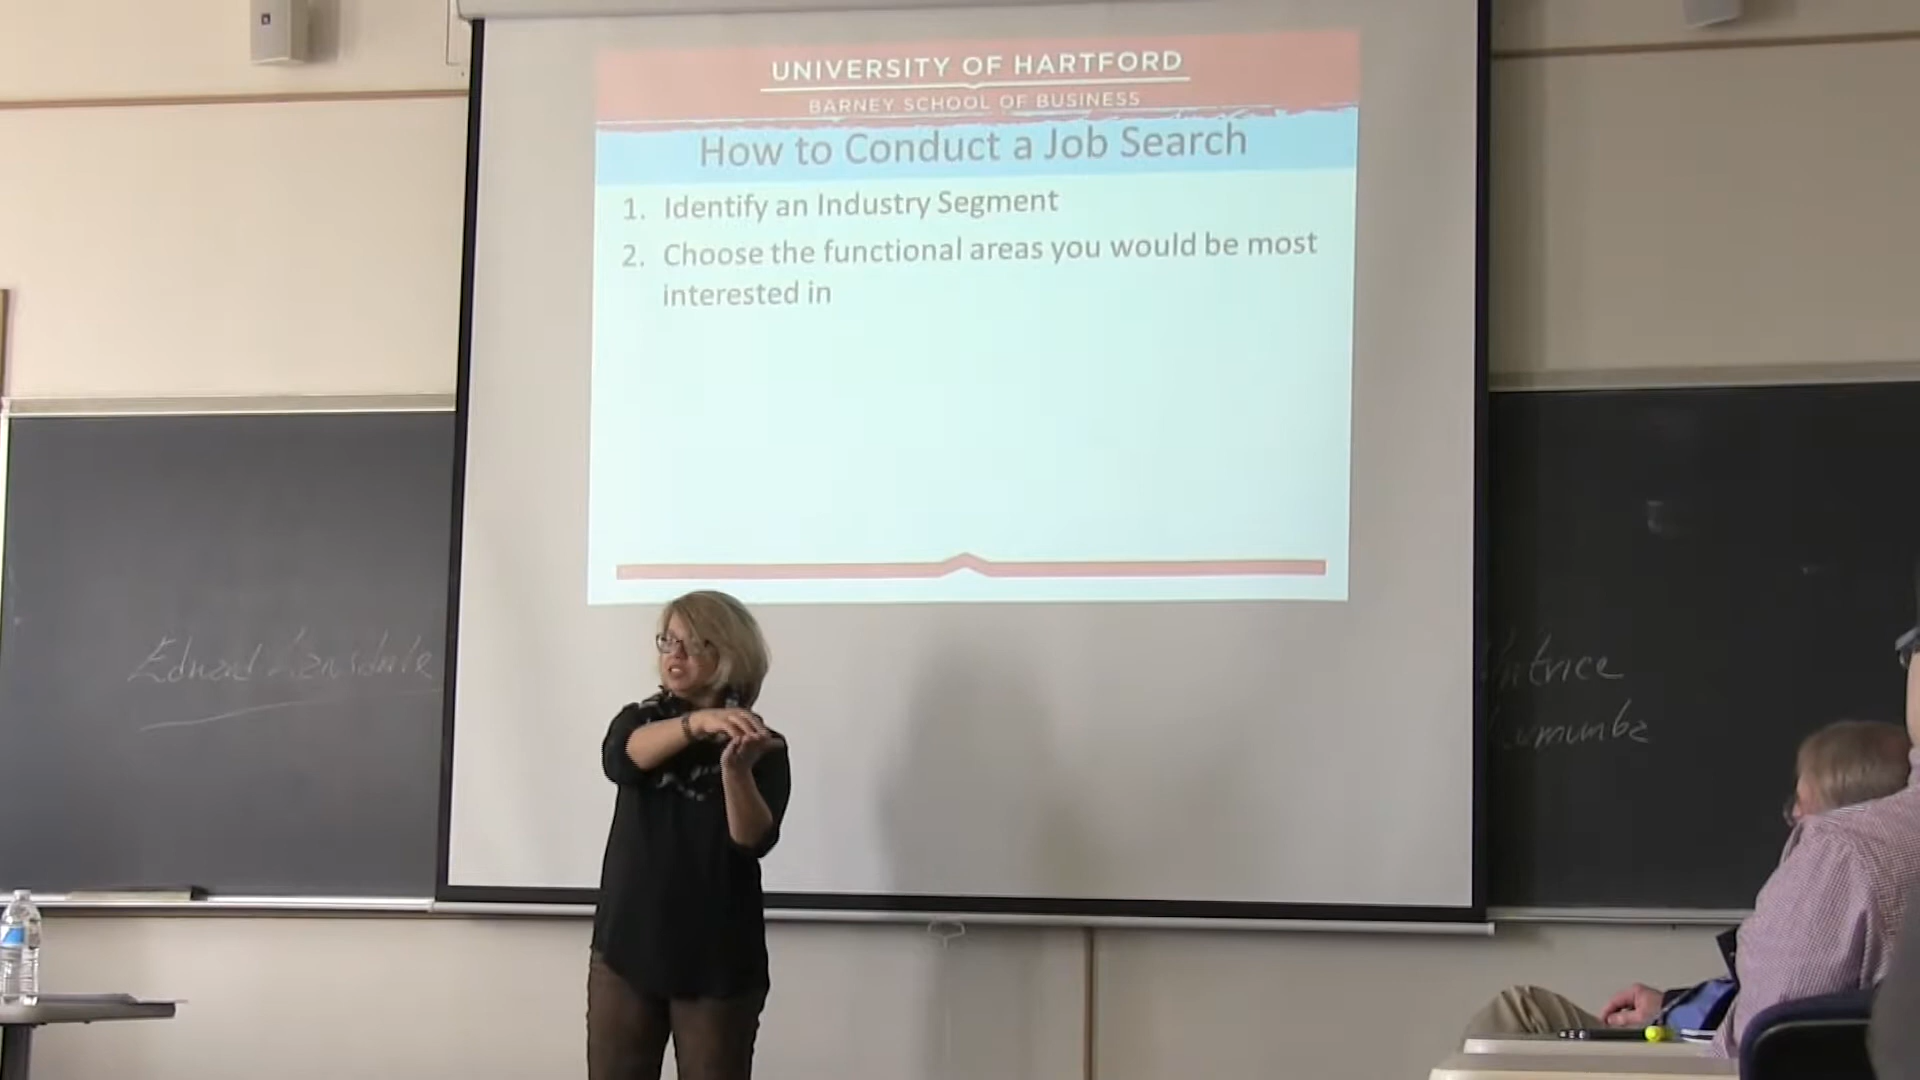 UNIVERSITY OF HARTFORD
BARNEY SCHOOL OF BUSINESS
How to Conduct a Job Search
1. Identify an Industry Segment
2. Choose the functional areas you would be most
interested in
Edward